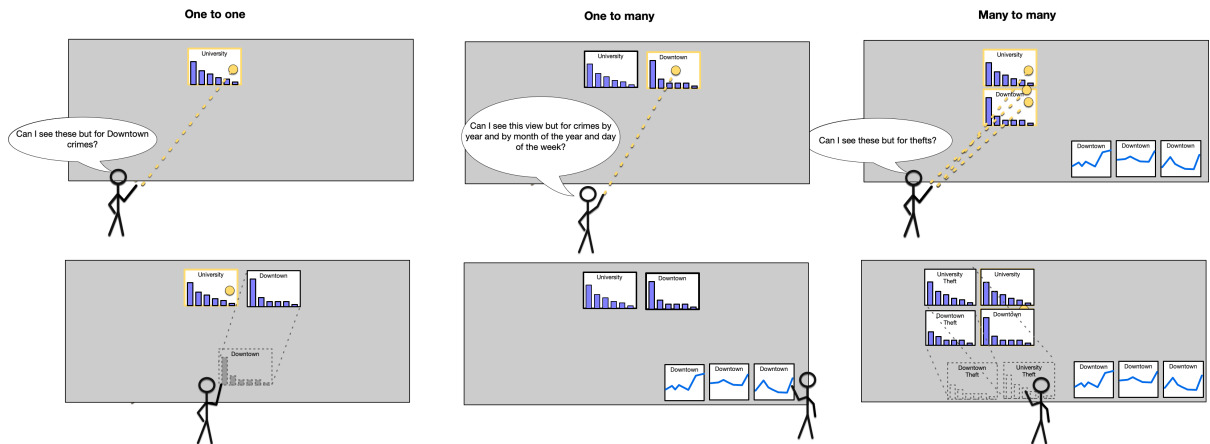 One to one
One to many
Many to many
University
Can I see these but for Downtown
crimes?
University
Downtown
Can I see this view but for crimes by
year and by month of the year and day
of the week?
University
Downtown
Can I see these but for thefts?
Downtown
Downtown
Downtown
University
Downtown
Downtown
University
Downtown
Downtown
Downtown
Downtown
University
Theft
University
Downtown
Theft
Downtown
Downtown
Theft
University
Theft
Downtown
Downtown
Downtown